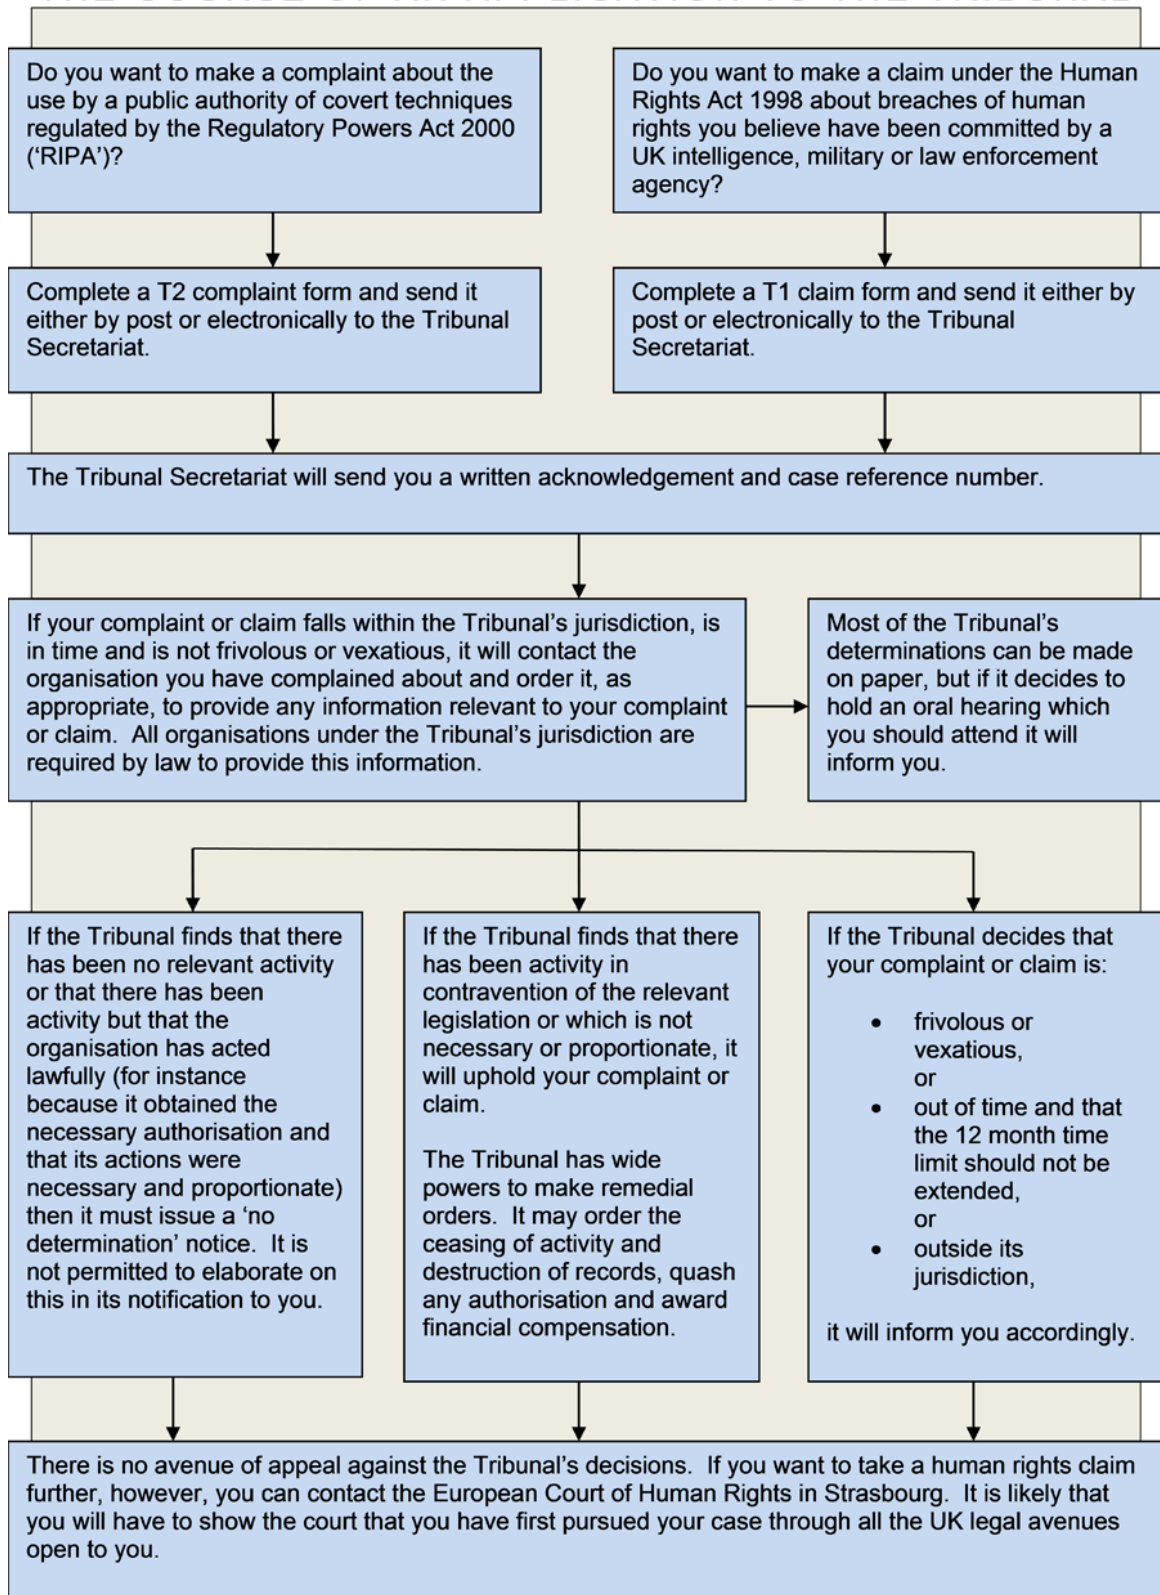 Do you want to make a complaint about the
use by a public authority of covert techniques
regulated by the Regulatory Powers Act 2000
(‘RIPA’)?
Do you want to make a claim under the Human
Rights Act 1998 about breaches of human
rights you believe have been committed by a
UK intelligence, military or law enforcement
agency?
Complete a T2 complaint form and send it
either by post or electronically to the Tribunal
Secretariat.
Complete a T1 claim form and send it either by
post or electronically to the Tribunal
Secretariat.
The Tribunal Secretariat will send you a written acknowledgement and case reference number.
If your complaint or claim falls within the Tribunal’s jurisdiction, is
in time and is not frivolous or vexatious, it will contact the
organisation you have complained about and order it, as
appropriate, to provide any information relevant to your complaint
or claim.  All organisations under the Tribunal’s jurisdiction are
required by law to provide this information.
Most of the Tribunal’s
determinations can be made
on paper, but if it decides to
hold an oral hearing which
you should attend it will
inform you.
If the Tribunal finds that there
has been no relevant activity
or that there has been
activity but that the
organisation has acted
lawfully (for instance
because it obtained the
necessary authorisation and
that its actions were
necessary and proportionate)
then it must issue a ‘no
determination’ notice.  It is
not permitted to elaborate on
this in its notification to you.
If the Tribunal finds that there
has been activity in
contravention of the relevant
legislation or which is not
necessary or proportionate, it
will uphold your complaint or
claim.
The Tribunal has wide
powers to make remedial
orders.  It may order the
ceasing of activity and
destruction of records, quash
any authorisation and award
financial compensation.
If the Tribunal decides that
your complaint or claim is:
• frivolous or
vexatious,
or
• out of time and that
the 12 month time
limit should not be
extended,
or
• outside its
jurisdiction,
it will inform you accordingly.
There is no avenue of appeal against the Tribunal’s decisions.  If you want to take a human rights claim
further, however, you can contact the European Court of Human Rights in Strasbourg.  It is likely that
you will have to show the court that you have first pursued your case through all the UK legal avenues
open to you.